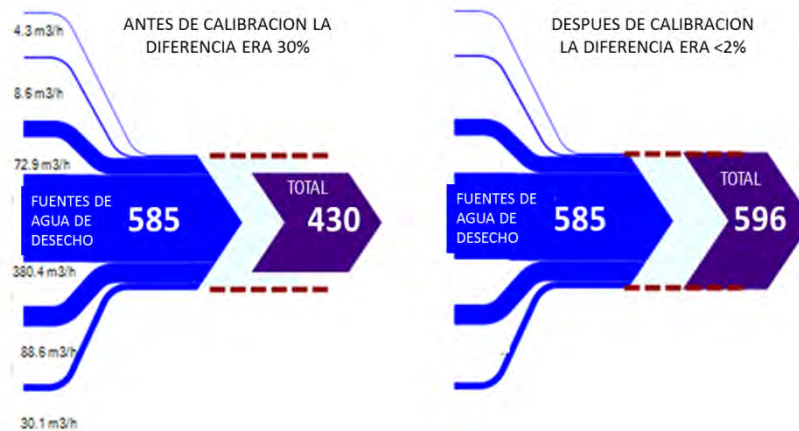 ANTES DE CALIBRACION LA
DIFERENCIA ERA 30%
4.3 m3/h
8.6 m3/h
72.9 m3/h
FUENTES DE
AGUA DE
DESECHO
585
TOTAL
430
380.4 m3/h
88.6 m3/h
30.1 m3/h
DESPUES DE CALIBRACION
LA DIFERENCIA ERA <2%
FUENTES DE
AGUA DE
DESECHO
585
TOTAL
596